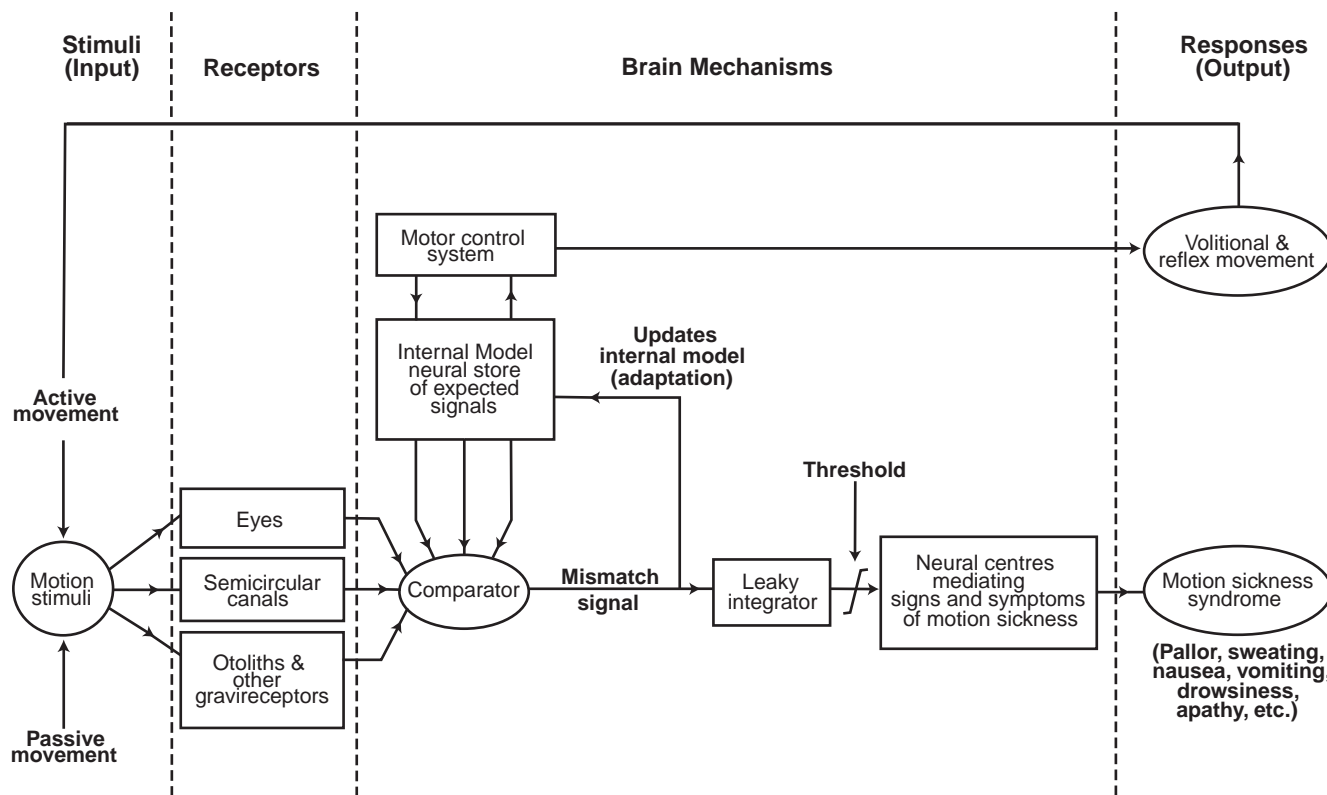 Stimuli
(Input)
Receptors
Brain Mechanisms
Responses
(Output)
Motor control
system
Volitional &
reflex movement
Internal Model
neural store
of expected
signals
Updates
internal model
(adaptation)
Active
movement
Threshold
Eyes
Motion
stimuli
Semicircular
canals
Comparator
Mismatch
signal
Leaky
integrator
Neural centres
mediating
signs and symptoms
of motion sickness
Motion sickness
syndrome
Otoliths &
other
gravireceptors
(Pallor, sweating,
nausea, vomiting,
drowsiness,
apathy, etc.)
Passive
movement